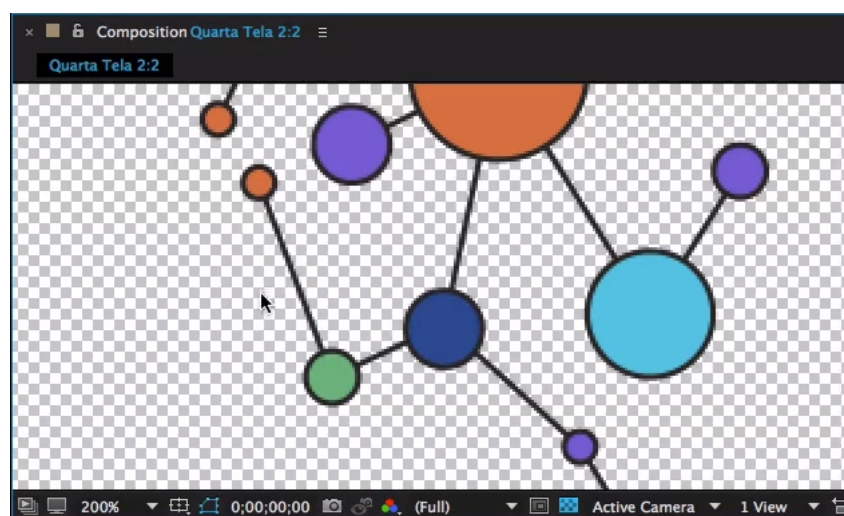 Composition Quarta Tela 2:2
Quarta Tela 2:2
200% 0;00;00;00 (Full) Active Camera 1 View